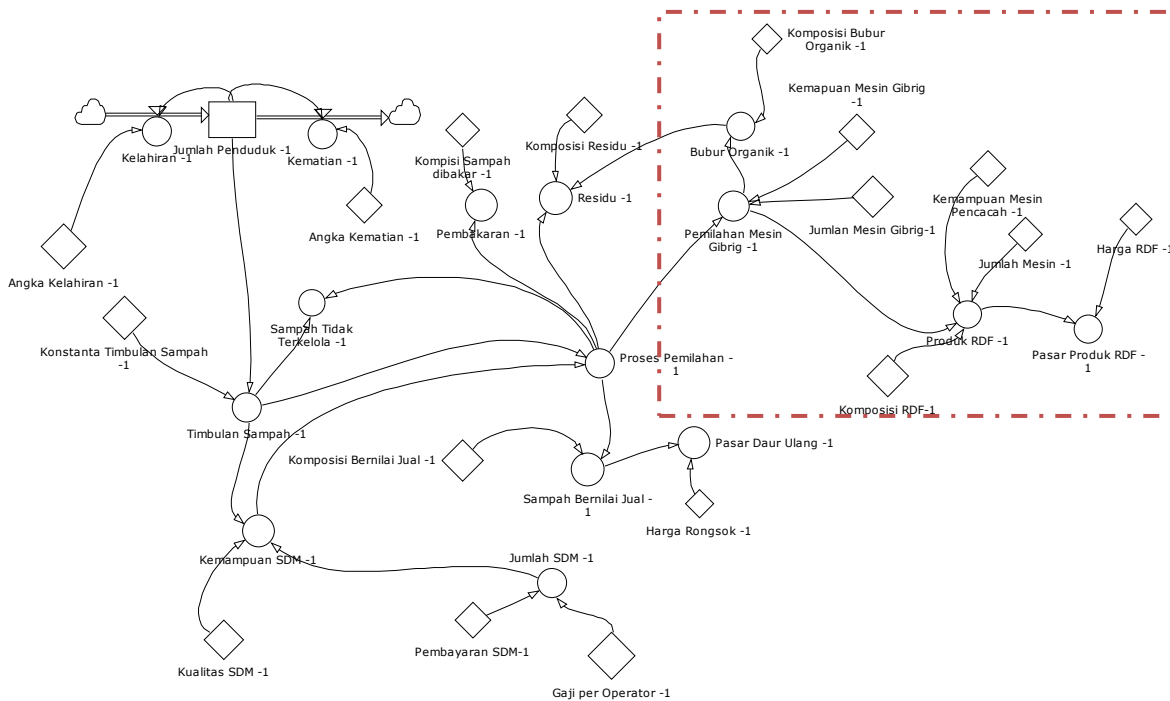 Komposisi Bubur
Organik -1
Kemapuan Mesin Gibrig
-1
Kelahiran -1
Jumlah Penduduk -1
Kematian -1
Kompisi Sampah
dibakar -1
Komposisi Residu -1
Bubur Organik -1
Kemampuan Mesin
Pencacah -1
Residu -1
Angka Kematian -1
Pembakaran -1
Pemilahan Mesin
Gibrig -1
Jumlan Mesin Gibrig-1
Harga RDF -1
Jumlah Mesin -1
Angka Kelahiran -1
Sampah Tidak
Terkelola -1
Konstanta Timbulan Sampah
-1
Proses Pemilahan -
1
Produk RDF -1
Pasar Produk RDF -
1
Komposisi RDF-1
Timbulan Sampah -1
Komposisi Bernilai Jual -1
Pasar Daur Ulang -1
Sampah Bernilai Jual -
1
Harga Rongsok -1
Kemampuan SDM -1
Jumlah SDM -1
Kualitas SDM -1
Pembayaran SDM-1
Gaji per Operator -1